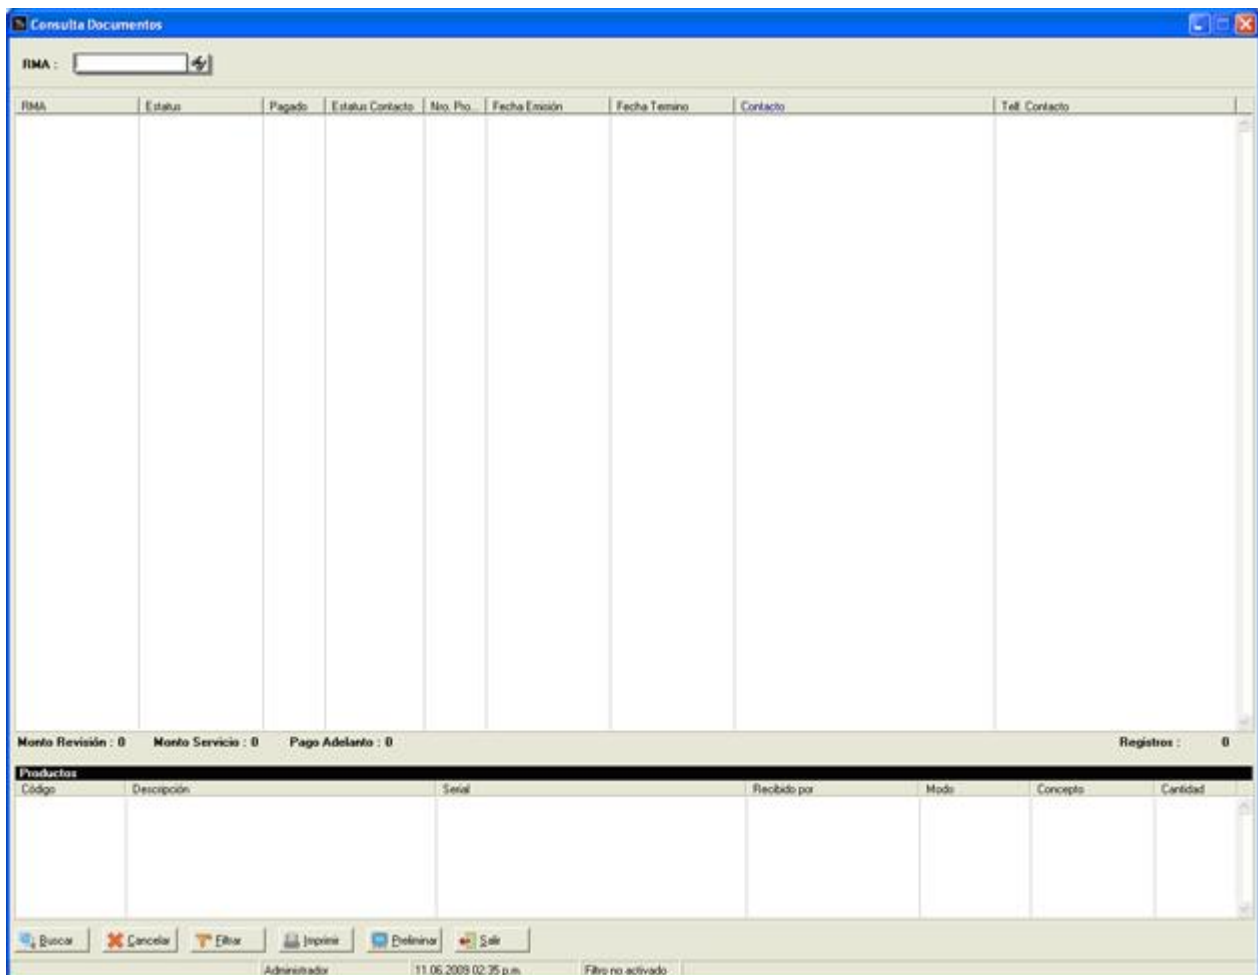 Consulta Documentos
RMA :
RMA Estatus Pagado Estatus Contacto Nro. Pro... Fecha Emisión Fecha Termino Contacto Telf. Contacto
Monto Revisión : 0 Monto Servicio : 0 Pago Adelanto : 0 Registros : 0
Productos
Código Descripción Serial Recibido por Modo Concepto Cantidad
Buscar Cancelar Filtrar Imprimir Preliminar Salir
Administrador 11.06.2009 02:35 p.m. Filtro no activado